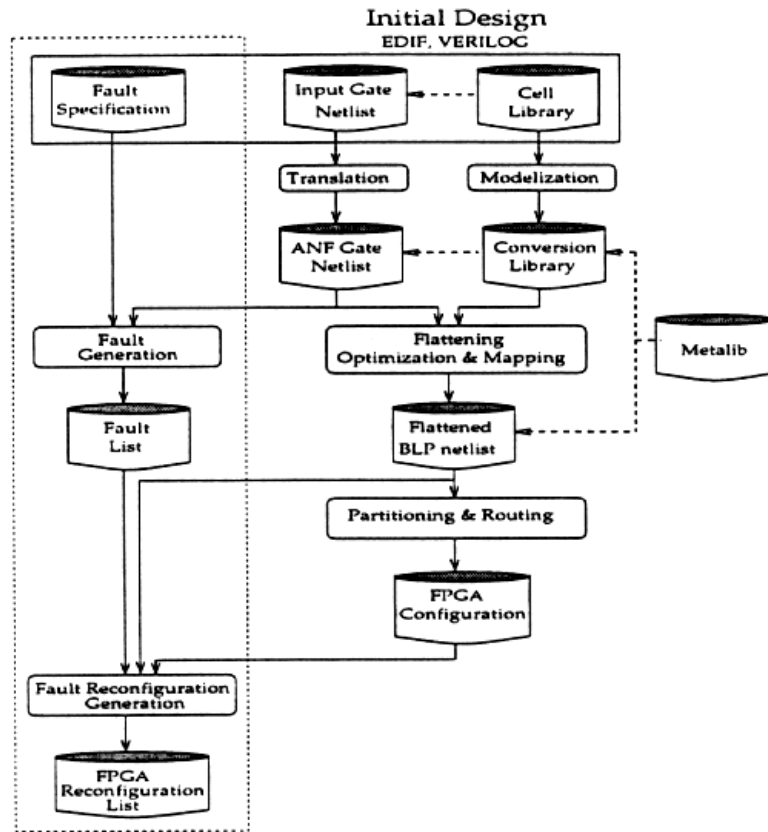 Initial Design
EDIF, VERILOG
Fault
Specification
Input Gate
Netlist
Cell
Library
Translation
Modelization
ANF Gate
Netlist
Conversion
Library
Fault
Generation
Flattening
Optimization & Mapping
Metalib
Fault
List
Flattened
BLP netlist
Partitioning & Routing
FPGA
Configuration
Fault Reconfiguration
Generation
FPGA
Reconfiguration
List